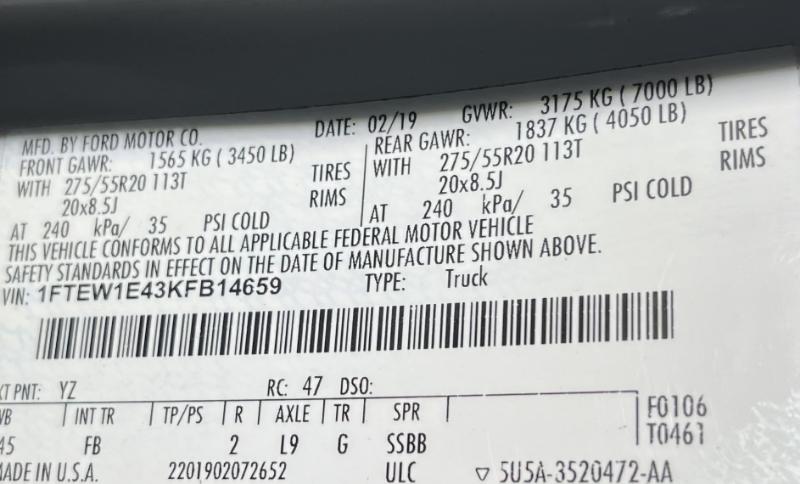 MFD. BY FORD MOTOR CO. DATE: 02/19 GVWR: 3175 KG ( 7000 LB)
FRONT GAWR: 1565 KG ( 3450 LB) REAR GAWR: 1837 KG ( 4050 LB)
WITH 275/55R20 113T TIRES WITH 275/55R20 113T TIRES
20x8.5J RIMS 20x8.5J RIMS
AT 240 kPa/ 35 PSI COLD AT 240 kPa/ 35 PSI COLD
THIS VEHICLE CONFORMS TO ALL APPLICABLE FEDERAL MOTOR VEHICLE
SAFETY STANDARDS IN EFFECT ON THE DATE OF MANUFACTURE SHOWN ABOVE.
VIN: 1FTEW1E43KFB14659 TYPE: Truck
XT PNT: YZ RC: 47 DSO:
WB INT TR TP/PS R AXLE TR SPR F0106
45 FB 2 L9 G SSBB T0461
MADE IN U.S.A. 2201902072652 ULC ▽ 5U5A-3520472-AA